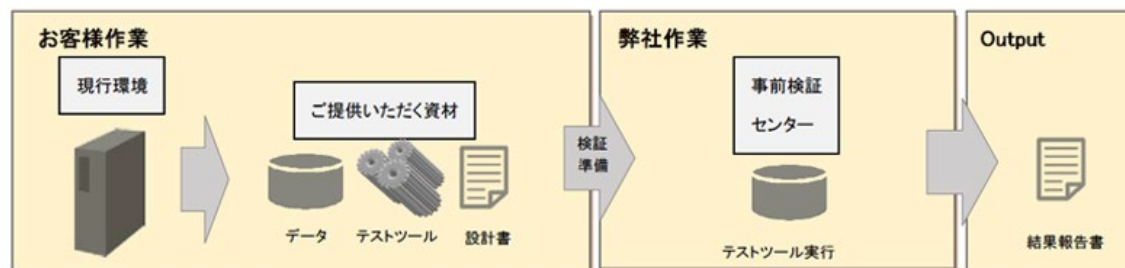 お客様作業
現行環境
ご提供いただく資材
データ
テストツール
設計書
検証
準備
弊社作業
事前検証
センター
テストツール実行
Output
結果報告書